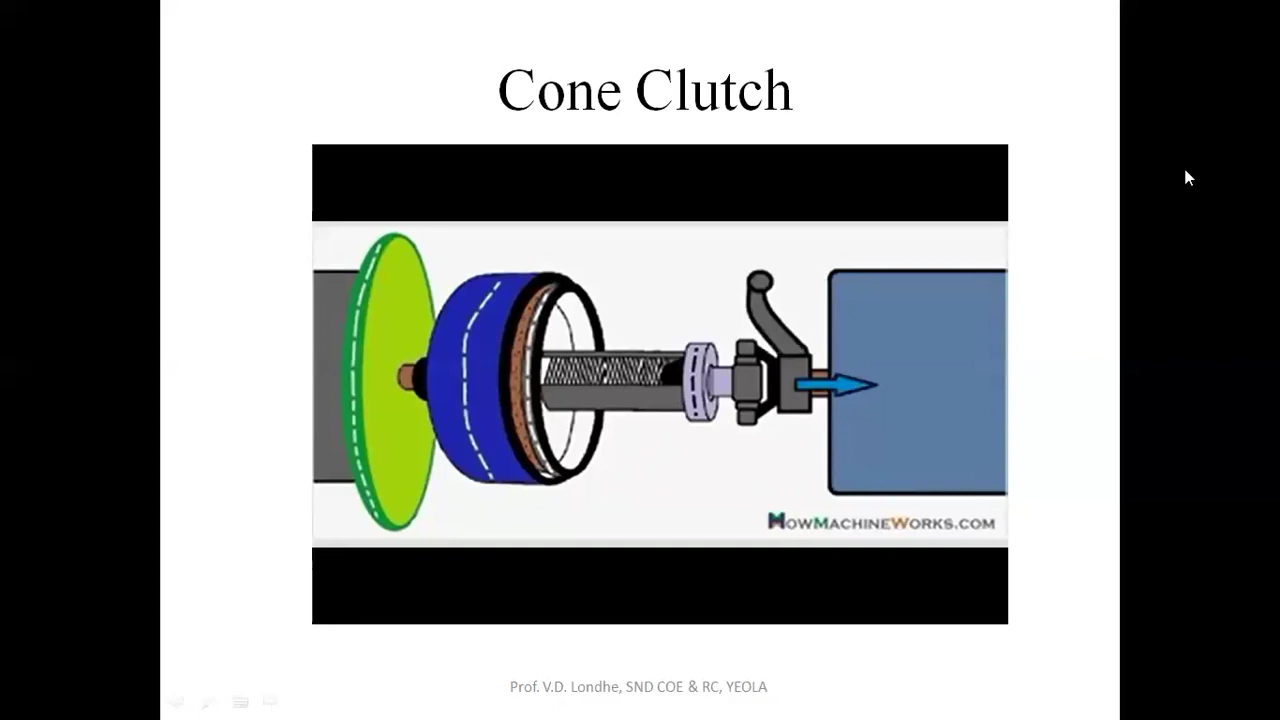 Cone Clutch
HowMachineWorks.com
Prof. V.D. Londhe, SND COE & RC, YEOLA